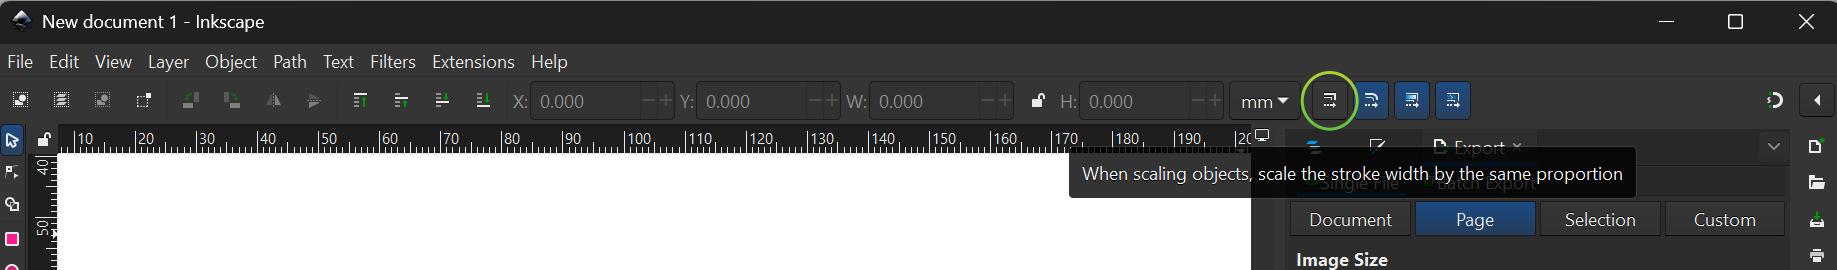 New document 1 - Inkscape
File Edit View Layer Object Path Text Filters Extensions Help
X: 0.000 Y: 0.000 W: 0.000 H: 0.000 mm
10 20 30 40 50 60 70 80 90 100 110 120 130 140 150 160 170 180 190
Export
40
When scaling objects, scale the stroke width by the same proportion
Single File Batch Export
50
Document Page Selection Custom
Image Size